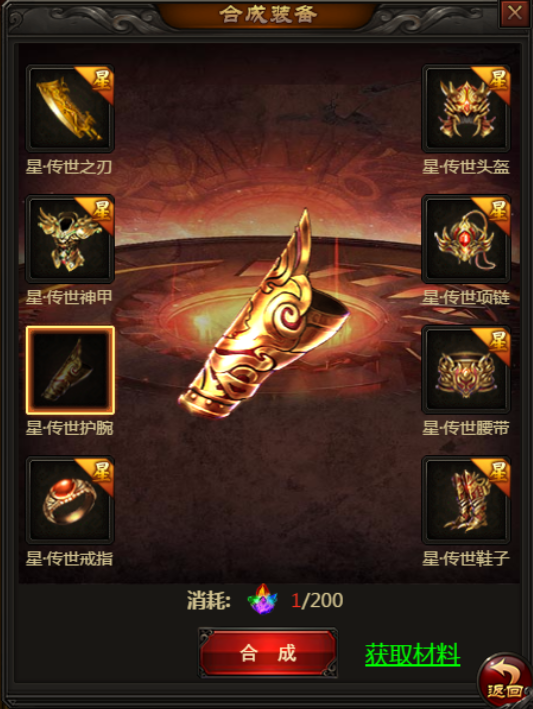 合成装备
星
星·传世之刃
星
星·传世头盔
星
星·传世神甲
星
星·传世项链
星·传世护腕
星
星·传世腰带
星
星·传世戒指
星
星·传世鞋子
消耗: 1/200
合 成
获取材料
返回